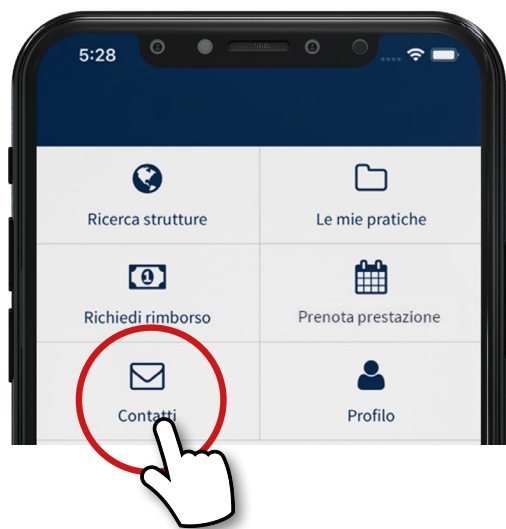 5:28
Ricerca strutture
Le mie pratiche
Richiedi rimborso
Prenota prestazione
Contatti
Profilo